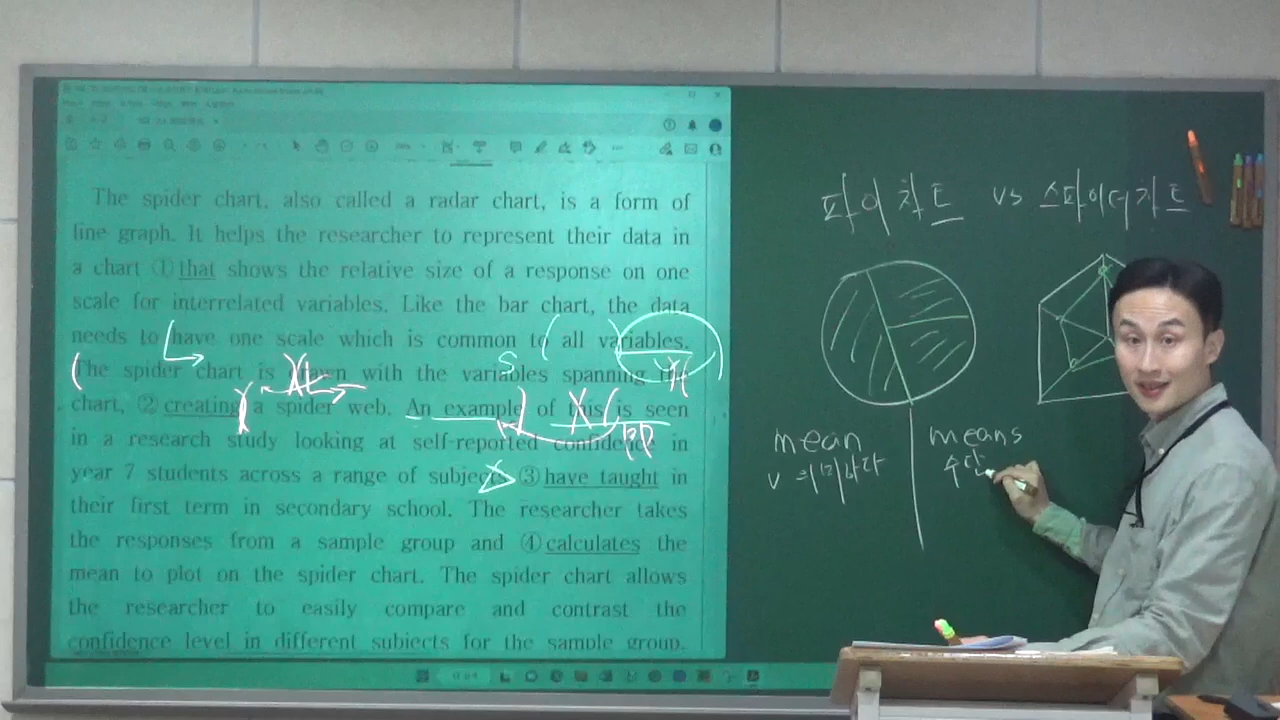 The spider chart, also called a radar chart, is a form of
line graph. It helps the researcher to represent their data in
a chart ① that shows the relative size of a response on one
scale for interrelated variables. Like the bar chart, the data
needs to have one scale which is common to all variables.
The spider chart is drawn with the variables spanning the
chart, ② creating a spider web. An example of this is seen
in a research study looking at self-reported confidence in
year 7 students across a range of subjects ③ have taught in
their first term in secondary school. The researcher takes
the responses from a sample group and ④ calculates the
mean to plot on the spider chart. The spider chart allows
the researcher to easily compare and contrast the
confidence level in different subjects for the sample group.
S
PP
파이 차트 vs 스파이더차트
mean
v 의미하다
means
수단